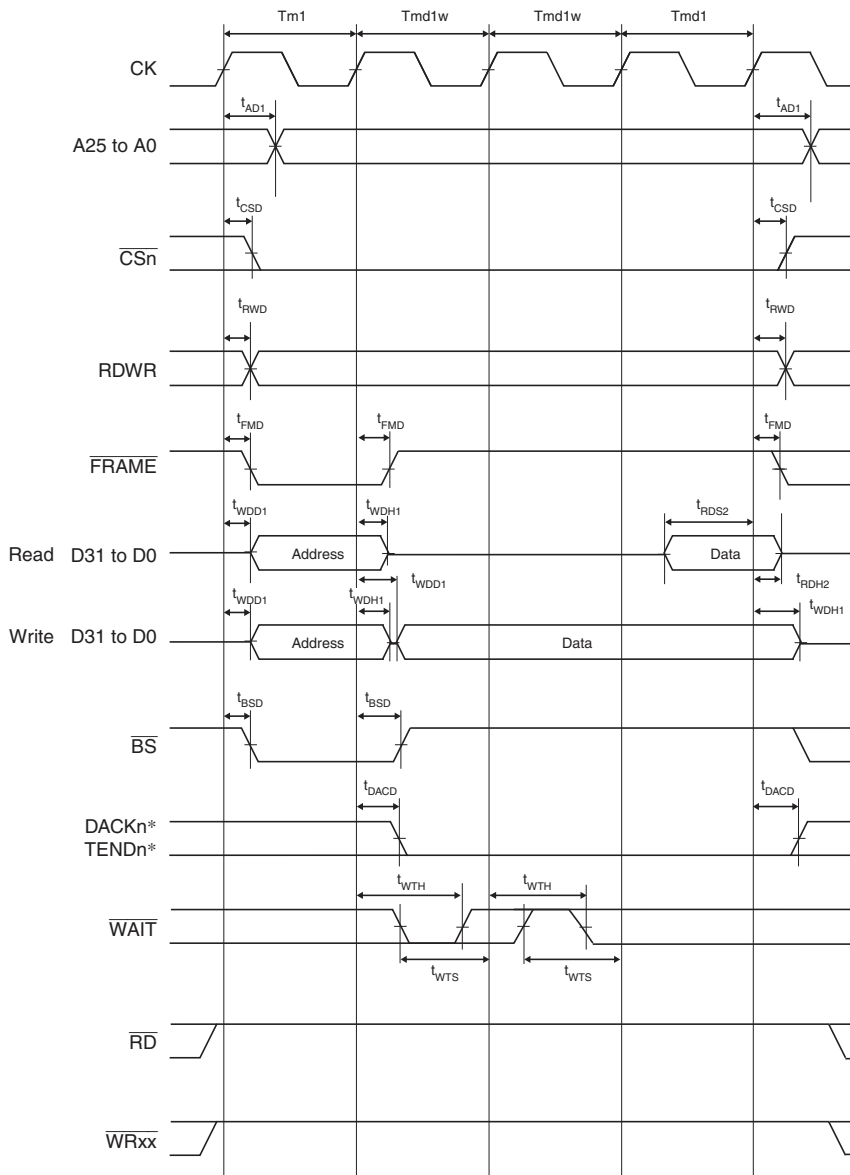 Tm1 Tmd1w Tmd1w Tmd1
CK
tAD1 tAD1
A25 to A0
tCSD tCSD
CSn
tRWD tRWD
RDWR
tFMD tFMD tFMD
FRAME
tWDD1 tWDH1 tRDS2
Read D31 to D0 Address Data
tWDD1 tRDH2
tWDD1 tWDH1 tWDH1
Write D31 to D0 Address Data
tBSD tBSD
BS
tDACD tDACD
DACKn*
TENDn*
tWTH tWTH
WAIT
tWTS tWTS
RD
WRxx